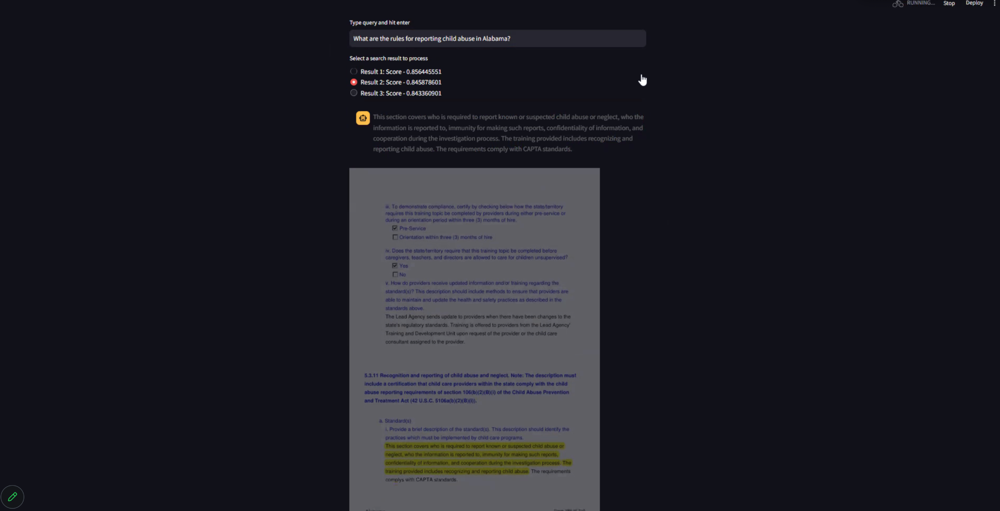 RUNNING...
Stop
Deploy
Type query and hit enter
What are the rules for reporting child abuse in Alabama?
Select a search result to process
Result 1: Score - 0.856445551
Result 2: Score - 0.845878601
Result 3: Score - 0.843360901
This section covers who is required to report known or suspected child abuse or neglect, who the
information is reported to, immunity for making such reports, confidentiality of information, and
cooperation during the investigation process. The training provided includes recognizing and
reporting child abuse. The requirements comply with CAPTA standards.
iii. To demonstrate compliance, certify by checking below how the state/territory
requires this training topic be completed by providers during either pre-service or
during an orientation period within three (3) months of hire.
Pre-Service
Orientation within three (3) months of hire
iv. Does the state/territory require that this training topic be completed before
caregivers, teachers, and directors are allowed to care for children unsupervised?
Yes
No
v. How do providers receive updated information and/or training regarding the
standard(s)? This description should include methods to ensure that providers are
able to maintain and update the health and safety practices as described in the
standards above.
The Lead Agency sends update to providers when there have been changes to the
state's regulatory standards. Training is offered to providers from the Lead Agency'
Training and Development Unit upon request of the provider or the child care
consultant assigned to the provider.
5.3.11 Recognition and reporting of child abuse and neglect. Note: The description must
include a certification that child care providers within the state comply with the child
abuse reporting requirements of section 106(b)(2)(B)(i) of the Child Abuse Prevention
and Treatment Act (42 U.S.C. 5106a(b)(2)(B)(i)).
a. Standard(s)
i. Provide a brief description of the standard(s). This description should identify the
practices which must be implemented by child care programs.
This section covers who is required to report known or suspected child abuse or
neglect, who the information is reported to, immunity for making such reports,
confidentiality of information, and cooperation during the investigation process. The
training provided includes recognizing and reporting child abuse. The requirements
complys with CAPTA standards.